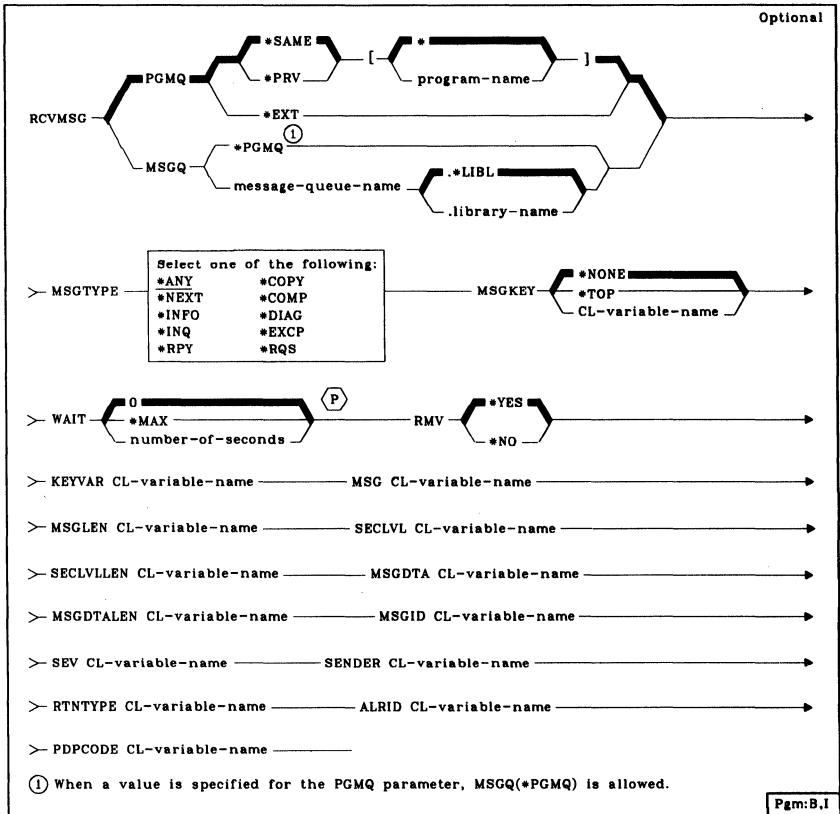 Optional
*SAME *
PGMQ [ ]
*PRV program-name
*EXT
RCVMSG
①
*PGMQ
MSGQ .*LIBL
message-queue-name
.library-name
Select one of the following:
*ANY *COPY *NONE
MSGTYPE *NEXT *COMP MSGKEY *TOP
*INFO *DIAG CL-variable-name
*INQ *EXCP
*RPY *RQS
0 P *YES
WAIT *MAX RMV
number-of-seconds *NO
KEYVAR CL-variable-name MSG CL-variable-name
MSGLEN CL-variable-name SECLVL CL-variable-name
SECLVLLEN CL-variable-name MSGDTA CL-variable-name
MSGDTALEN CL-variable-name MSGID CL-variable-name
SEV CL-variable-name SENDER CL-variable-name
RTNTYPE CL-variable-name ALRID CL-variable-name
PDPCODE CL-variable-name
① When a value is specified for the PGMQ parameter, MSGQ(*PGMQ) is allowed.
Pgm:B,I